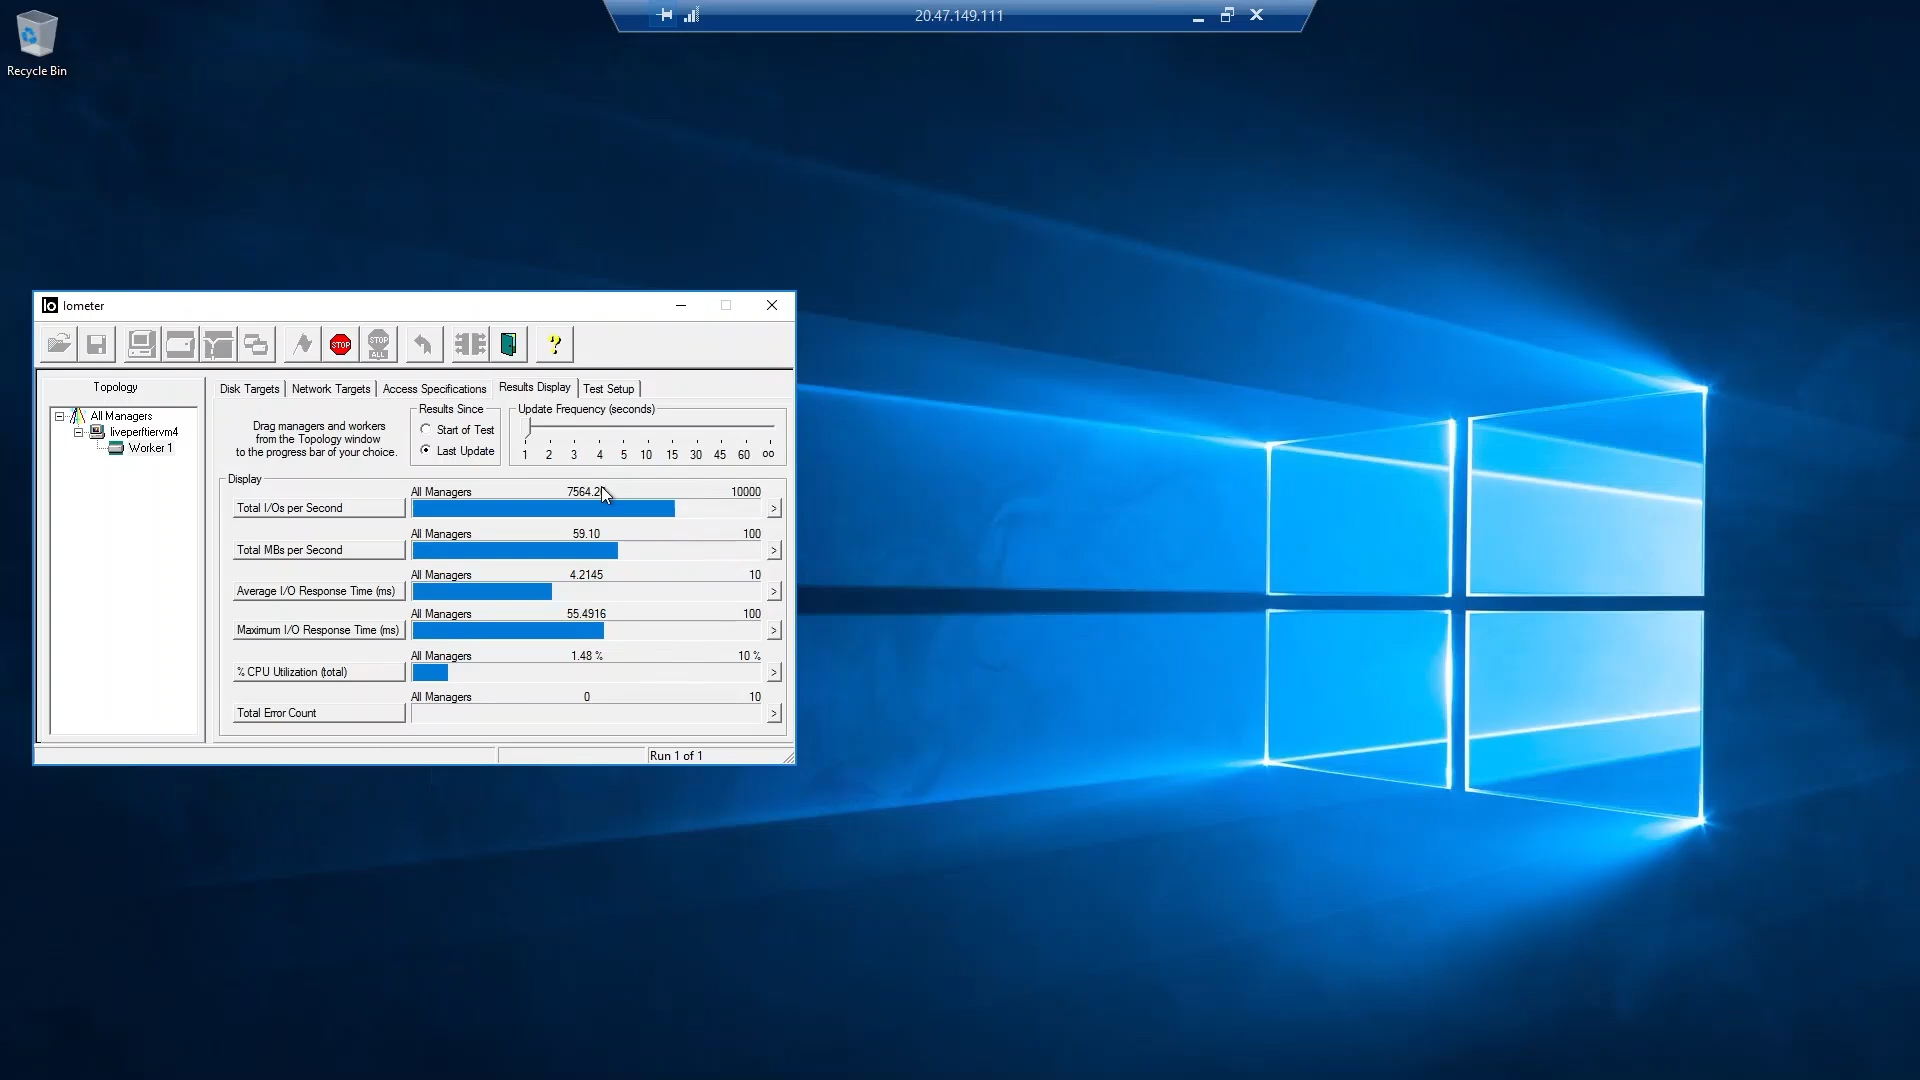 20.47.149.111
Recycle Bin
Io Iometer
STOP
STOP ALL
?
Topology
All Managers
liveperftiervm4
Worker 1
Disk Targets
Network Targets
Access Specifications
Results Display
Test Setup
Drag managers and workers
from the Topology window
to the progress bar of your choice.
Results Since
Start of Test
Last Update
Update Frequency (seconds)
1 2 3 4 5 10 15 30 45 60 oo
Display
All Managers 10000
Total I/Os per Second >
All Managers 59.10 100
Total MBs per Second >
All Managers 4.2145 10
Average I/O Response Time (ms) >
All Managers 55.4916 100
Maximum I/O Response Time (ms) >
All Managers 1.48 % 10 %
% CPU Utilization (total) >
All Managers 0 10
Total Error Count >
Run 1 of 1